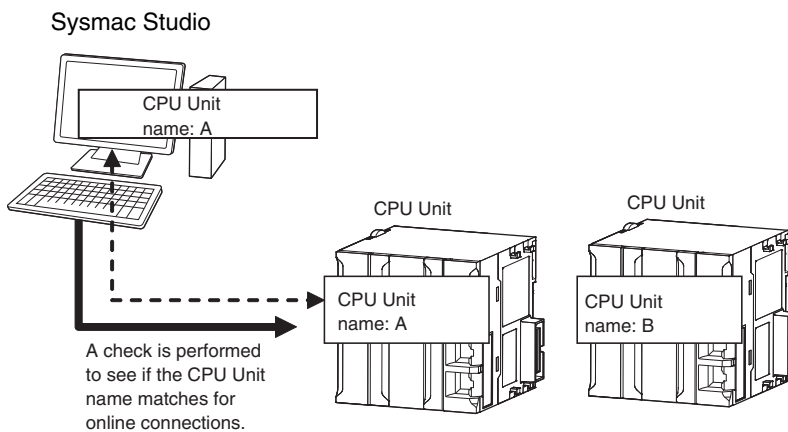 Sysmac Studio
CPU Unit
name: A
CPU Unit
CPU Unit
name: A
CPU Unit
CPU Unit
name: B
A check is performed
to see if the CPU Unit
name matches for
online connections.